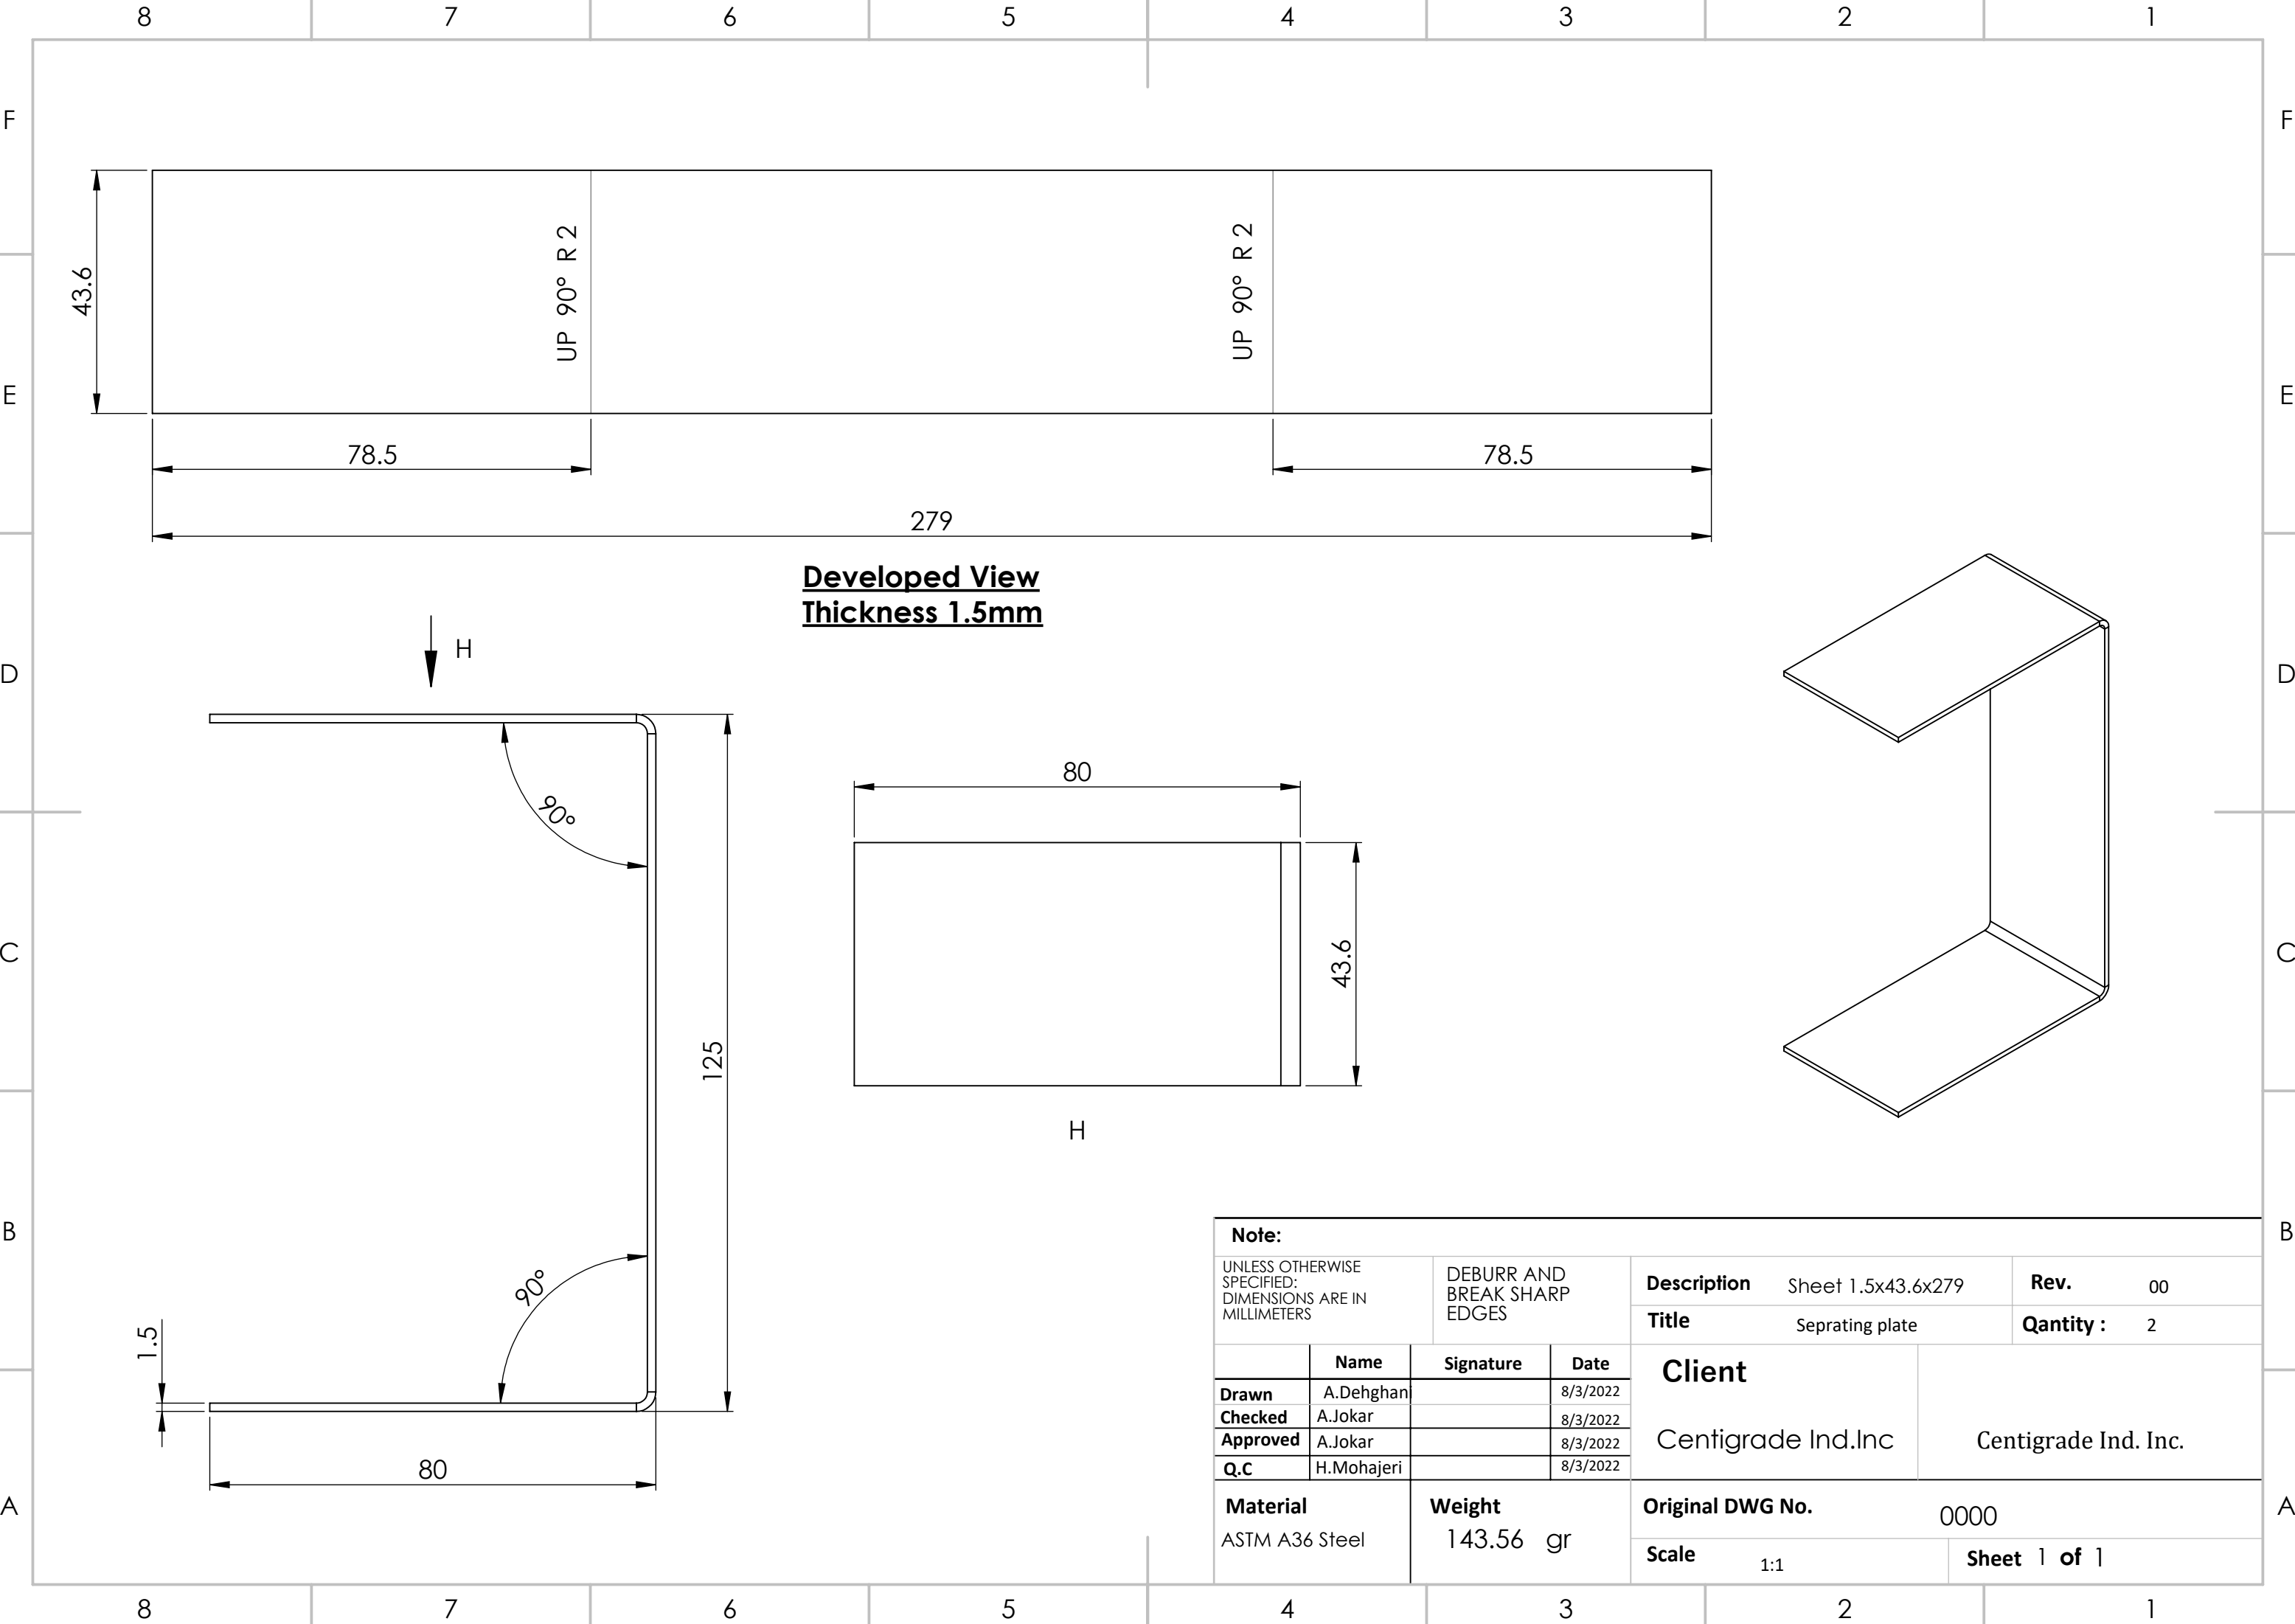 8 7 6 5 4 3 2 1
F F
UP 90° R 2 UP 90° R 2
43.6
E E
78.5 78.5
279
Developed View
Thickness 1.5mm
H
D D
80
90°
C C
43.6
125
H
B B
90°
1.5
80
A A
Note:
UNLESS OTHERWISE
SPECIFIED:
DIMENSIONS ARE IN
MILLIMETERS
DEBURR AND
BREAK SHARP
EDGES
Description Sheet 1.5x43.6x279 Rev. 00
Title Seprating plate Qantity : 2
Name Signature Date
Drawn A.Dehghani 8/3/2022
Checked A.Jokar 8/3/2022
Approved A.Jokar 8/3/2022
Q.C H.Mohajeri 8/3/2022
Client
Centigrade Ind.Inc Centigrade Ind. Inc.
Material
ASTM A36 Steel
Weight
143.56 gr
Original DWG No. 0000
Scale 1:1 Sheet 1 of 1
8 7 6 5 4 3 2 1